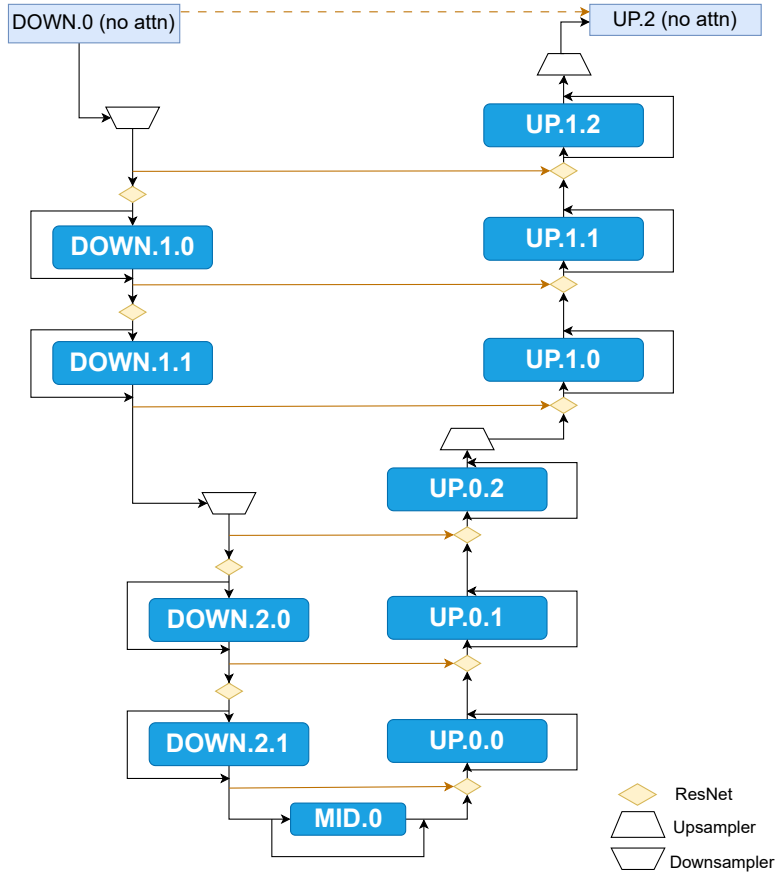 DOWN.0 (no attn)
UP.2 (no attn)
UP.1.2
DOWN.1.0
UP.1.1
DOWN.1.1
UP.1.0
UP.0.2
DOWN.2.0
UP.0.1
DOWN.2.1
UP.0.0
MID.0
ResNet
Upsampler
Downsampler